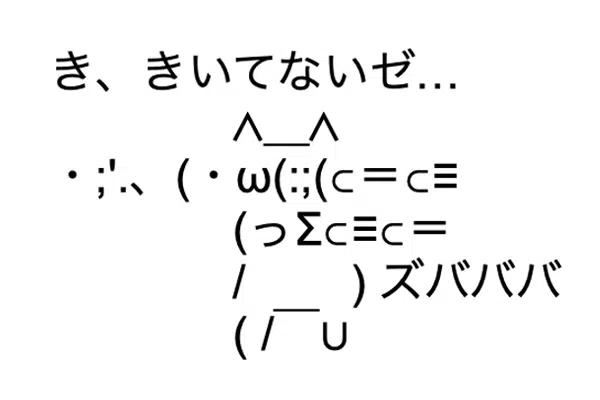 き、きいてないゼ…
∧＿∧
・;'.、(・ω(:;(⊂＝⊂≡
(っΣ⊂≡⊂＝
/　＿　) ズバババ
( /￣∪